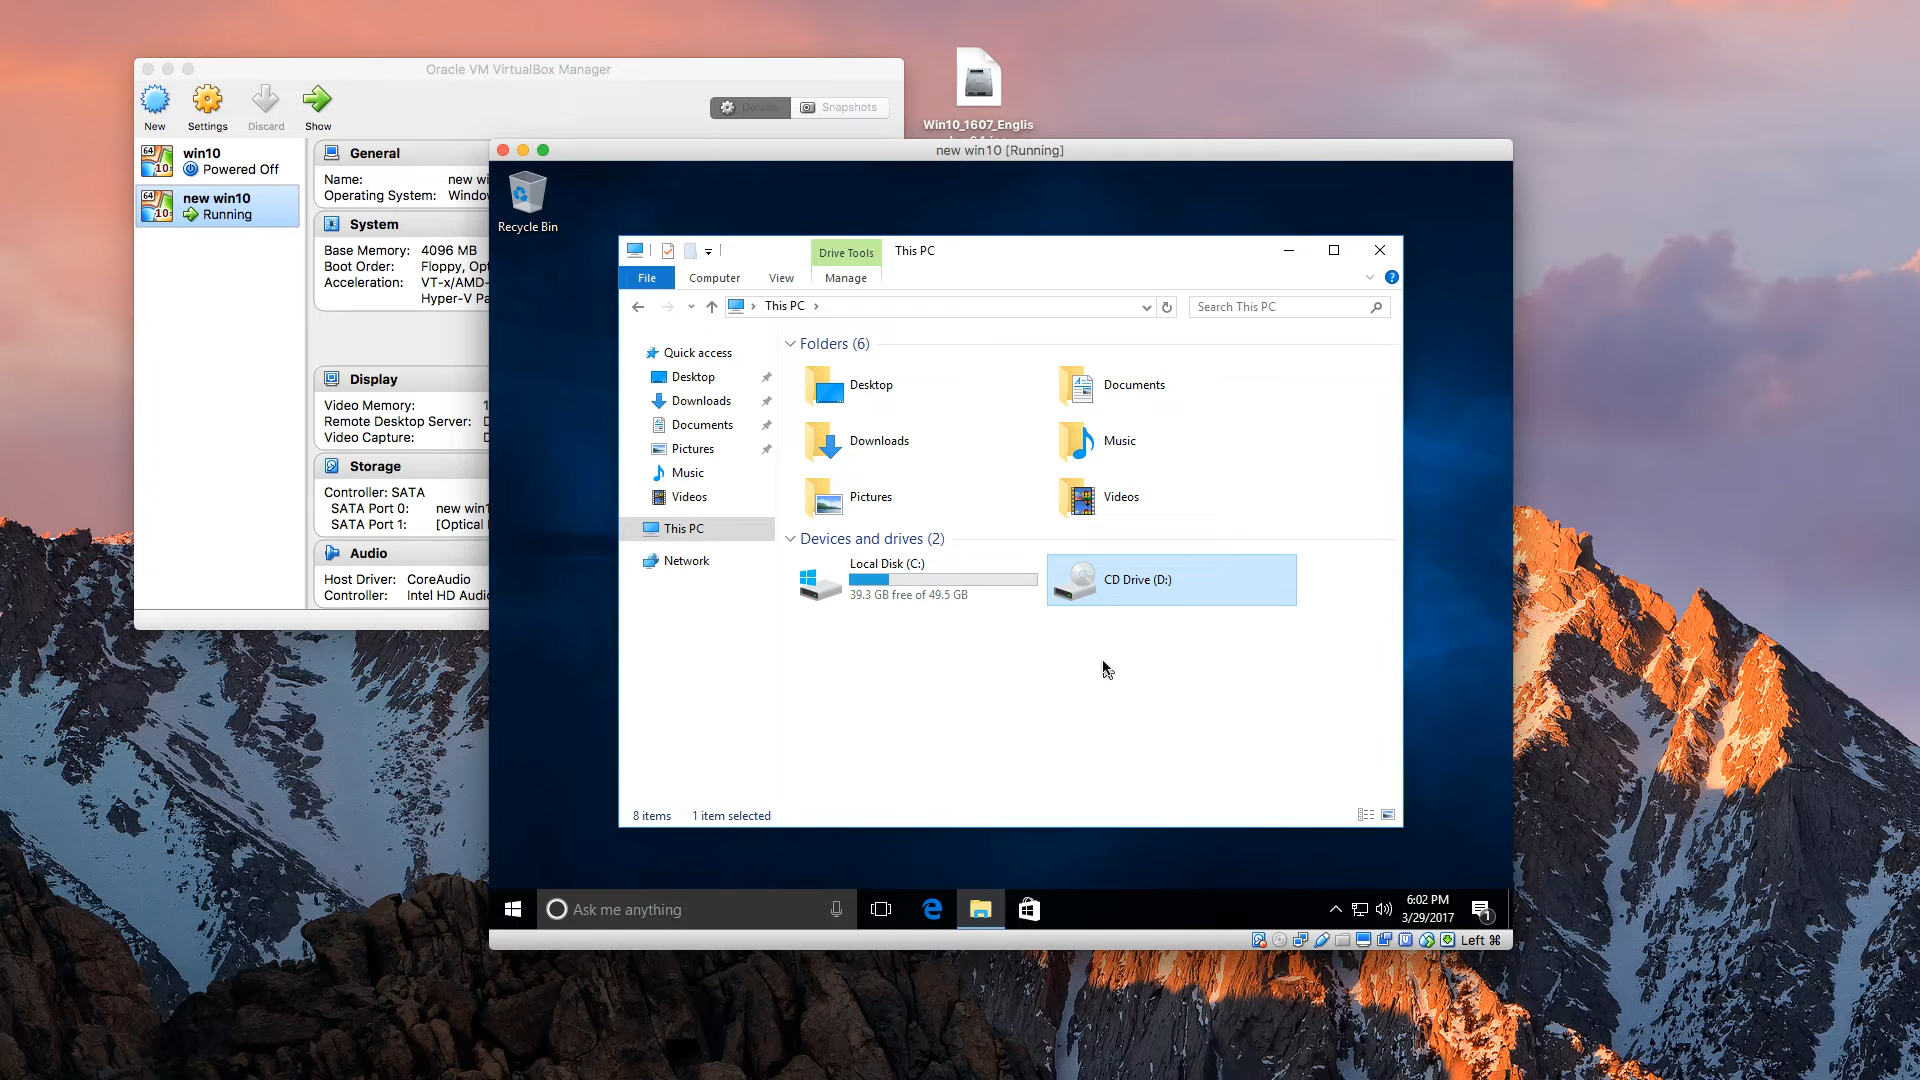 Oracle VM VirtualBox Manager
New
Settings
Discard
Show
Details
Snapshots
64
10
win10
Powered Off
64
10
new win10
Running
General
Name: new wi
Operating System: Windo
System
Base Memory: 4096 MB
Boot Order: Floppy, Opt
Acceleration: VT-x/AMD-
Hyper-V Pa
Display
Video Memory: 1
Remote Desktop Server: D
Video Capture: D
Storage
Controller: SATA
SATA Port 0: new win1
SATA Port 1: [Optical
Audio
Host Driver: CoreAudio
Controller: Intel HD Audio
Win10_1607_Englis
new win10 [Running]
Recycle Bin
Drive Tools
This PC
File
Computer
View
Manage
This PC
Search This PC
Quick access
Desktop
Downloads
Documents
Pictures
Music
Videos
This PC
Network
Folders (6)
Desktop
Documents
Downloads
Music
Pictures
Videos
Devices and drives (2)
Local Disk (C:)
39.3 GB free of 49.5 GB
CD Drive (D:)
8 items
1 item selected
Ask me anything
6:02 PM
3/29/2017
1
Left ⌘